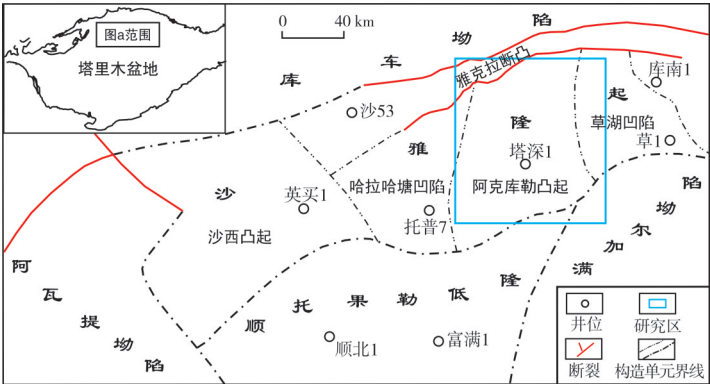 图a范围
塔里木盆地
0 40 km
库车坳陷
雅克拉断凸
沙53
库南1
草湖凹陷
草1
沙雅隆起
塔深1
英买1
哈拉哈塘凹陷
阿克库勒凸起
托普7
沙西凸起
阿瓦提坳陷
顺托果勒低隆
满加尔坳陷
顺北1
富满1
井位
研究区
断裂
构造单元界线